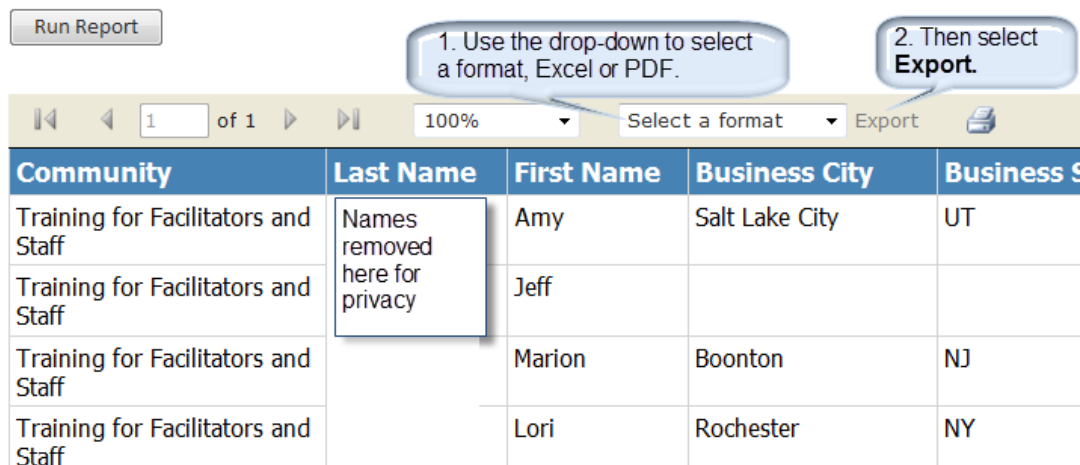 Run Report
1. Use the drop-down to select
a format, Excel or PDF.
2. Then select
Export.
1 of 1 100% Select a format Export
Community Last Name First Name Business City Business S
Training for Facilitators and
Staff
Names
removed
here for
privacy
Amy Salt Lake City UT
Training for Facilitators and
Staff
Jeff
Training for Facilitators and
Staff
Marion Boonton NJ
Training for Facilitators and
Staff
Lori Rochester NY